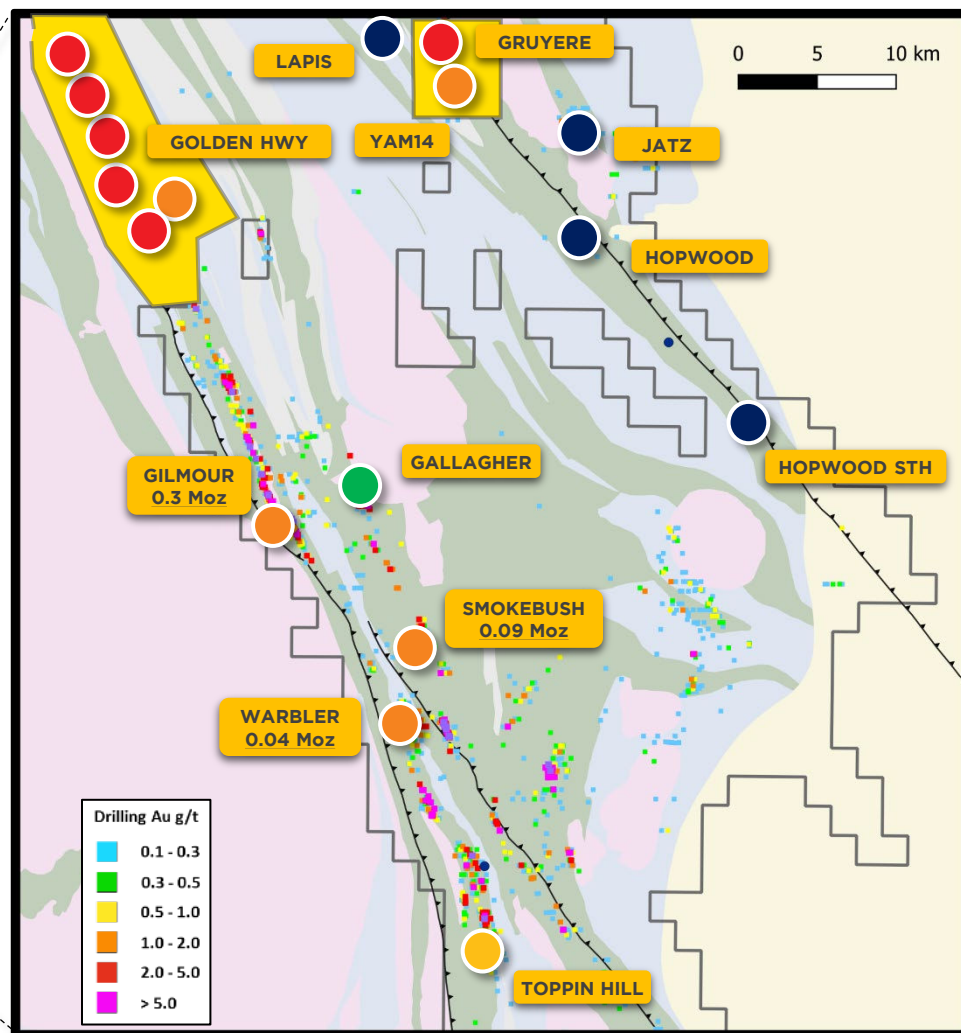 LAPIS
GRUYERE
0 5 10 km
GOLDEN HWY
YAM14
JATZ
HOPWOOD
GALLAGHER
HOPWOOD STH
GILMOUR
0.3 Moz
SMOKEBUSH
0.09 Moz
WARBLER
0.04 Moz
TOPPIN HILL
Drilling Au g/t
0.1 - 0.3
0.3 - 0.5
0.5 - 1.0
1.0 - 2.0
2.0 - 5.0
> 5.0